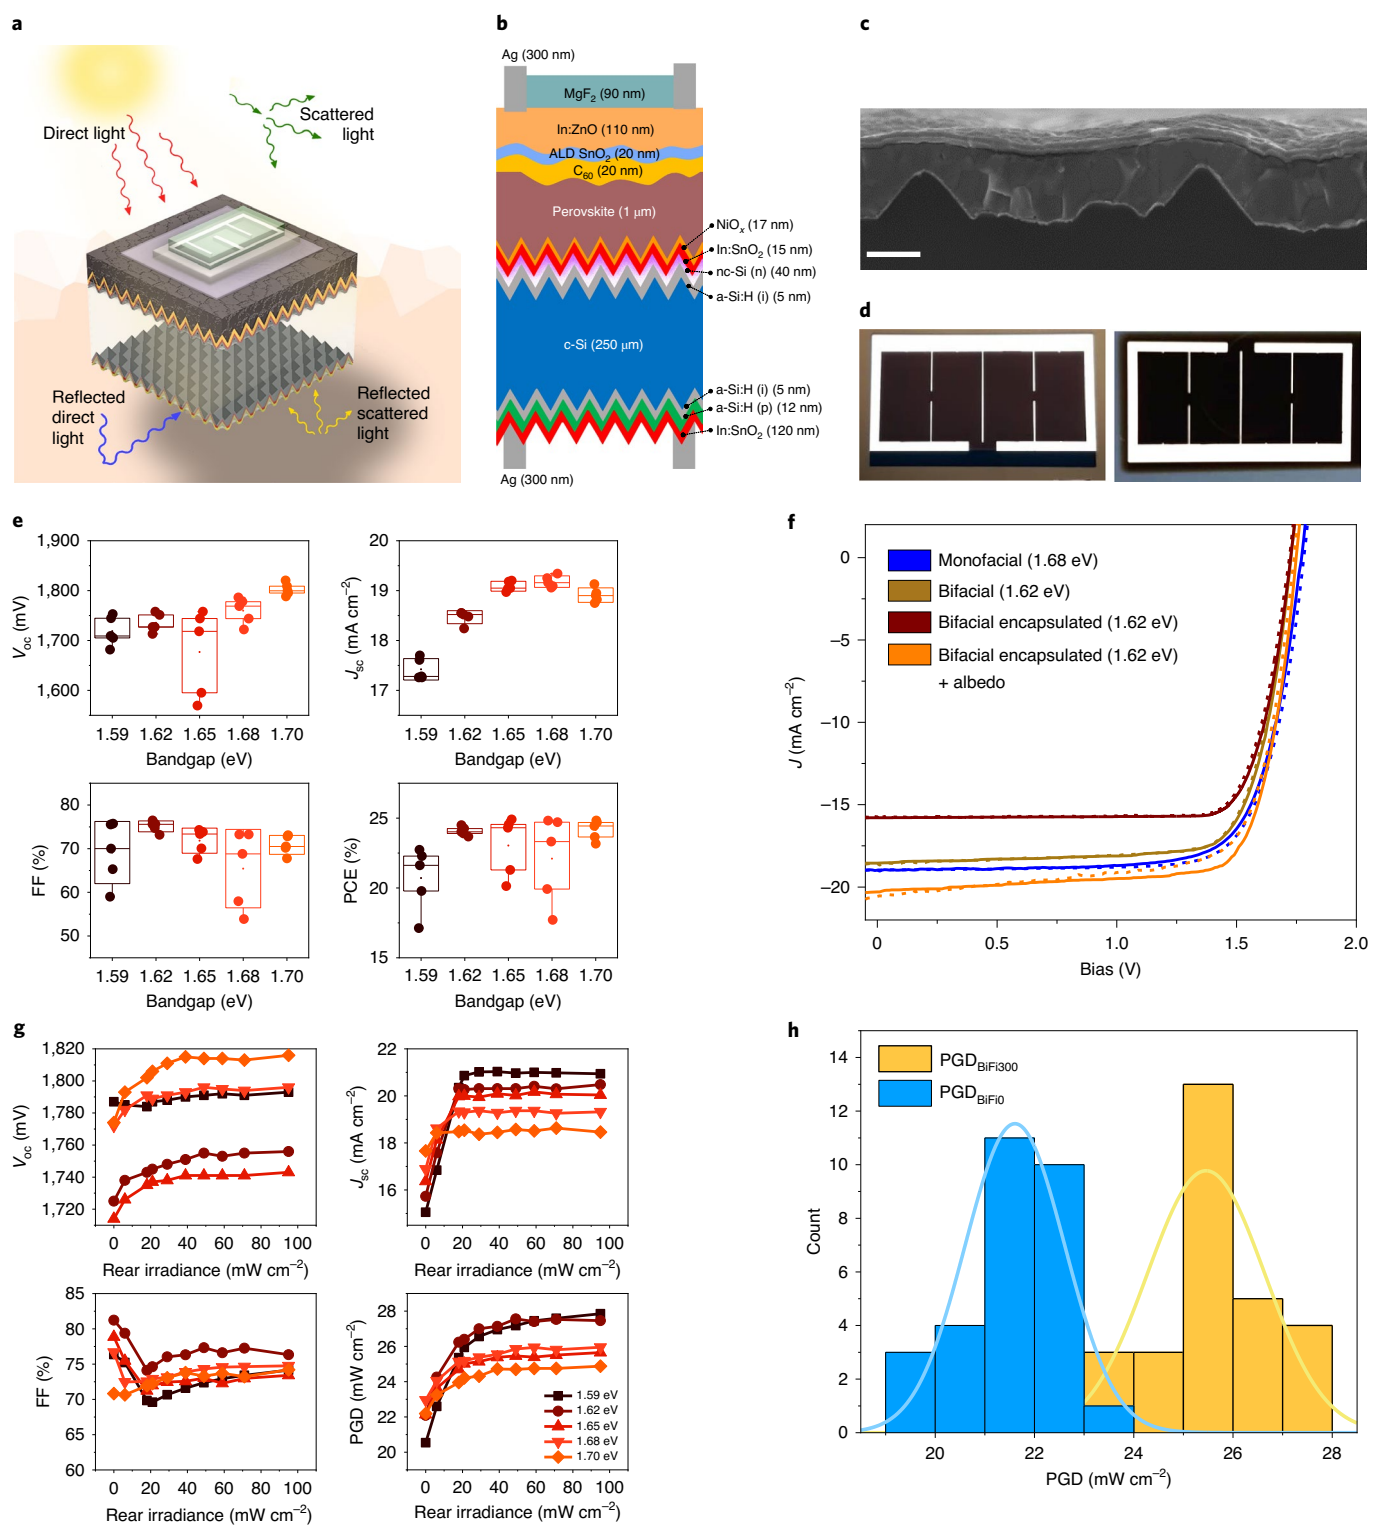 a
Direct light
Scattered
light
Reflected
direct
light
Reflected
scattered
light
b
Ag (300 nm)
MgF2 (90 nm)
In:ZnO (110 nm)
ALD SnO2 (20 nm)
C60 (20 nm)
Perovskite (1 μm)
NiOx (17 nm)
In:SnO2 (15 nm)
nc-Si (n) (40 nm)
a-Si:H (i) (5 nm)
c-Si (250 μm)
a-Si:H (i) (5 nm)
a-Si:H (p) (12 nm)
In:SnO2 (120 nm)
Ag (300 nm)
c
d
e
1,900
1,800
1,700
1,600
Voc (mV)
1.59 1.62 1.65 1.68 1.70
Bandgap (eV)
20
19
18
17
Jsc (mA cm−2)
1.59 1.62 1.65 1.68 1.70
Bandgap (eV)
80
70
60
50
FF (%)
1.59 1.62 1.65 1.68 1.70
Bandgap (eV)
25
20
15
PCE (%)
1.59 1.62 1.65 1.68 1.70
Bandgap (eV)
f
0
−5
−10
−15
−20
J (mA cm−2)
Monofacial (1.68 eV)
Bifacial (1.62 eV)
Bifacial encapsulated (1.62 eV)
Bifacial encapsulated (1.62 eV)
+ albedo
0 0.5 1.0 1.5 2.0
Bias (V)
g
1,820
1,800
1,780
1,760
1,740
1,720
Voc (mV)
0 20 40 60 80 100
Rear irradiance (mW cm−2)
22
20
18
16
Jsc (mA cm−2)
0 20 40 60 80 100
Rear irradiance (mW cm−2)
85
80
75
70
65
60
FF (%)
0 20 40 60 80 100
Rear irradiance (mW cm−2)
28
26
24
22
20
PGD (mW cm−2)
1.59 eV
1.62 eV
1.65 eV
1.68 eV
1.70 eV
0 20 40 60 80 100
Rear irradiance (mW cm−2)
h
14
12
10
8
6
4
2
0
Count
PGDBiFi300
PGDBiFi0
20 22 24 26 28
PGD (mW cm−2)